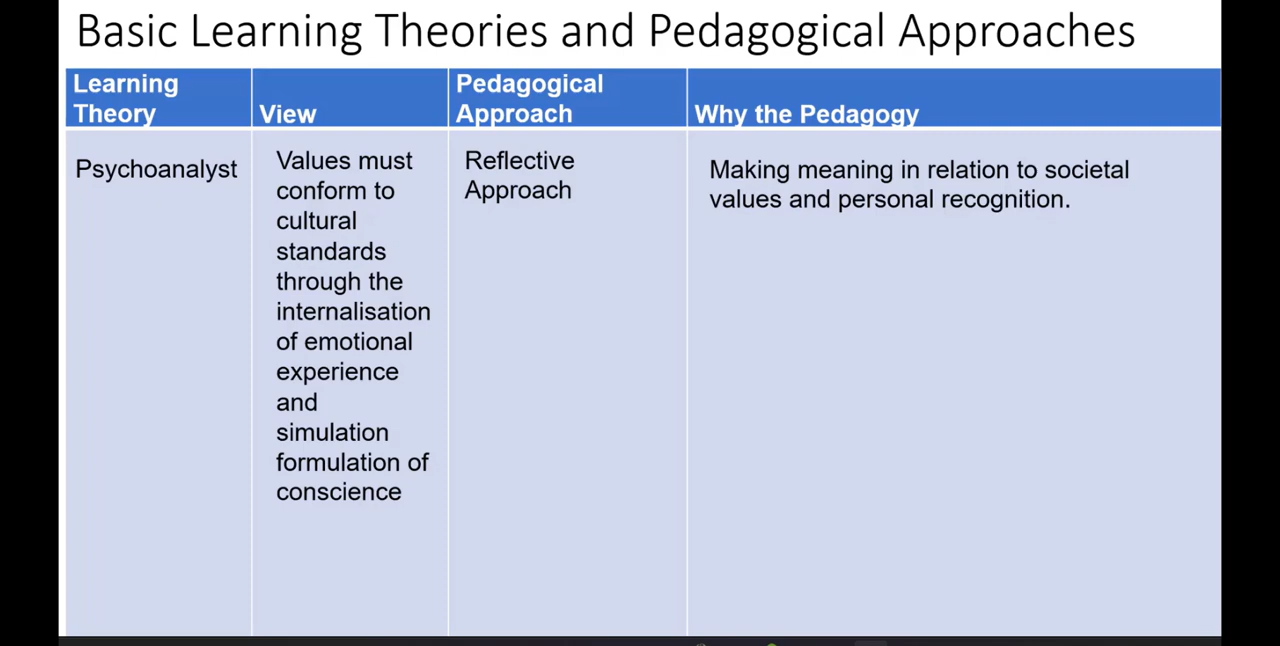 Basic Learning Theories and Pedagogical Approaches
Learning
Theory
View
Pedagogical
Approach
Why the Pedagogy
Psychoanalyst
Values must
conform to
cultural
standards
through the
internalisation
of emotional
experience
and
simulation
formulation of
conscience
Reflective
Approach
Making meaning in relation to societal
values and personal recognition.